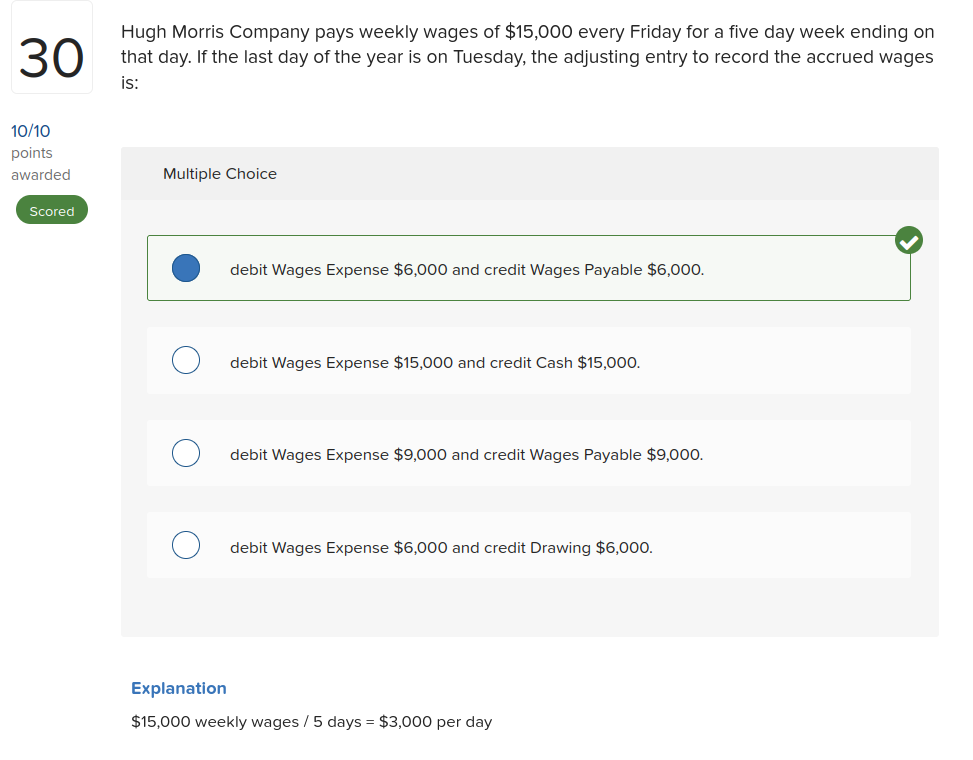 30
10/10
points
awarded
Scored
Hugh Morris Company pays weekly wages of $15,000 every Friday for a five day week ending on
that day. If the last day of the year is on Tuesday, the adjusting entry to record the accrued wages
is:
Multiple Choice
debit Wages Expense $6,000 and credit Wages Payable $6,000.
debit Wages Expense $15,000 and credit Cash $15,000.
debit Wages Expense $9,000 and credit Wages Payable $9,000.
debit Wages Expense $6,000 and credit Drawing $6,000.
Explanation
$15,000 weekly wages / 5 days = $3,000 per day